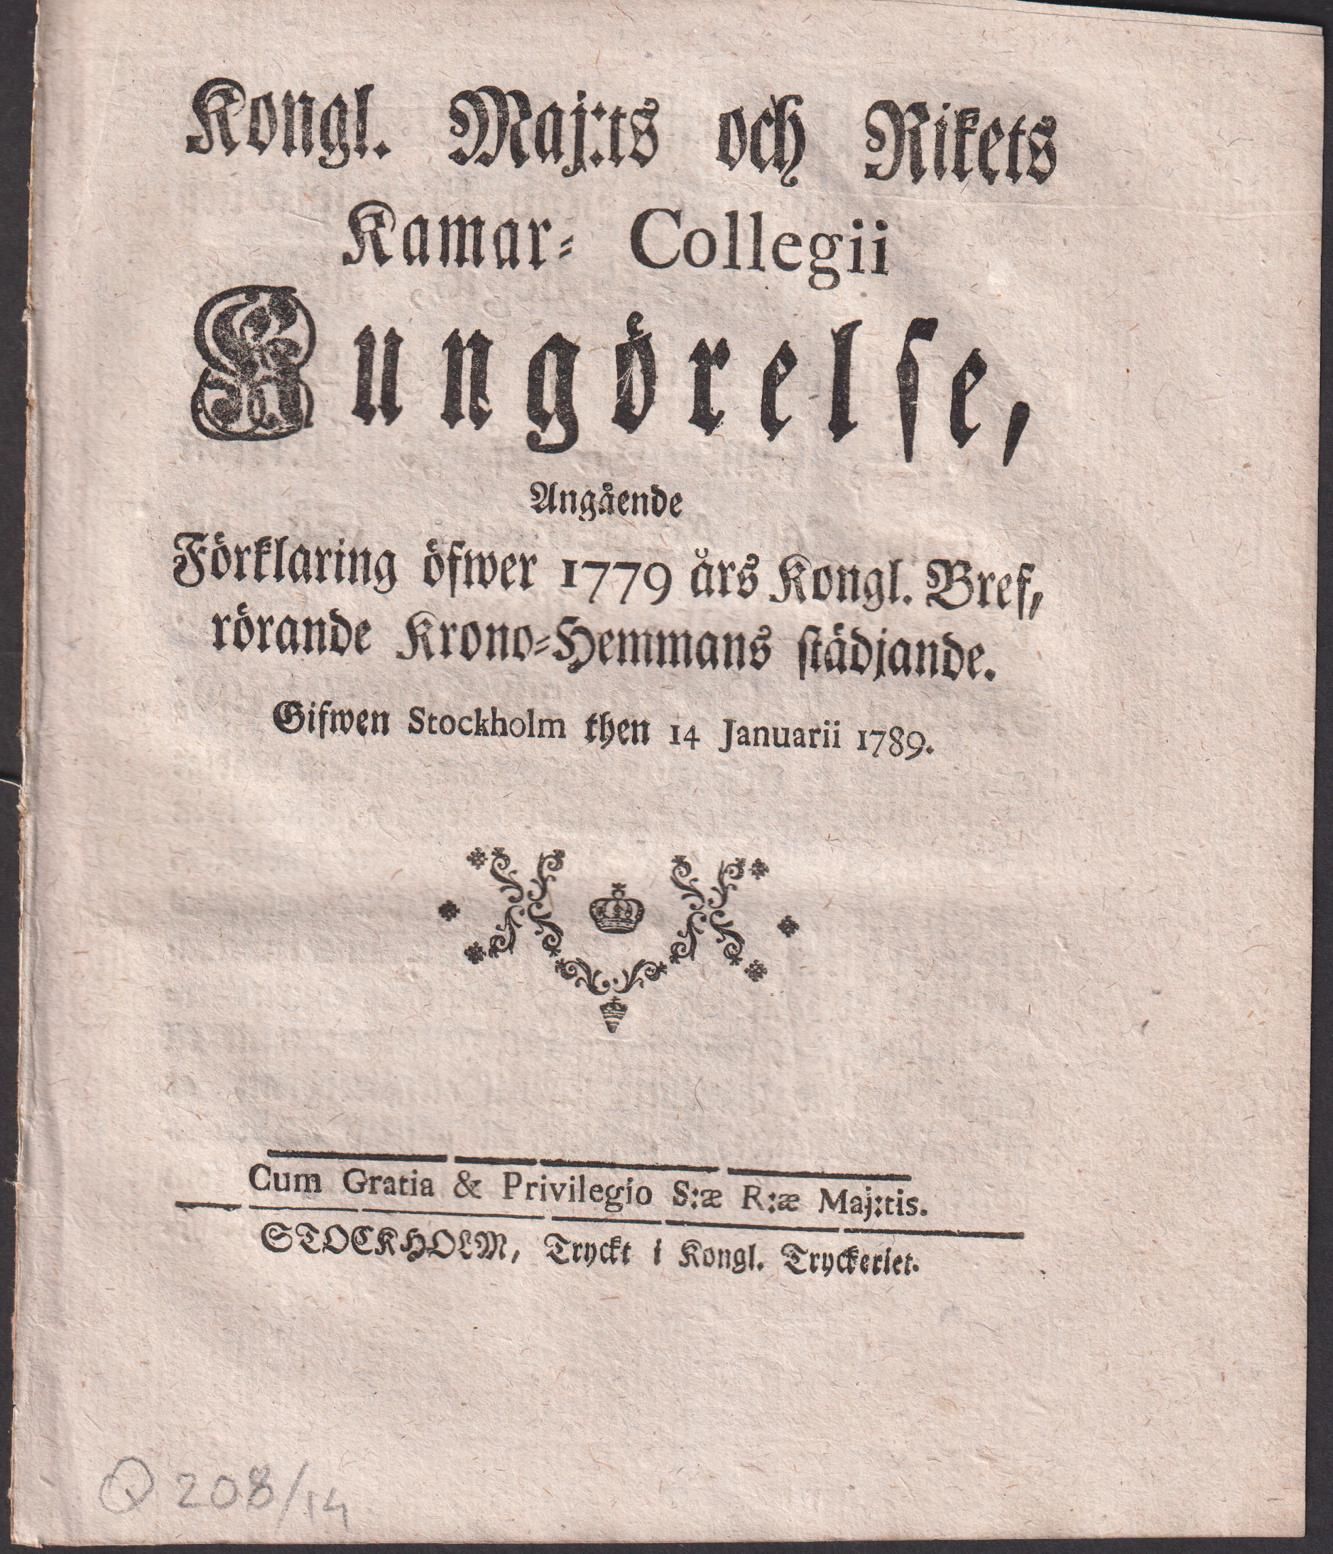 Kongl. Maj:ts och Rikets
Kamar- Collegii
Kungörelse,
Angående
Förklaring öfwer 1779 års Kongl. Bref,
rörande Krono-Hemmans städjande.
Gifwen Stockholm then 14 Januarii 1789.
Cum Gratia & Privilegio S:æ R:æ Maj:tis.
STOCKHOLM, Tryckt i Kongl. Tryckeriet.
Q 208/14